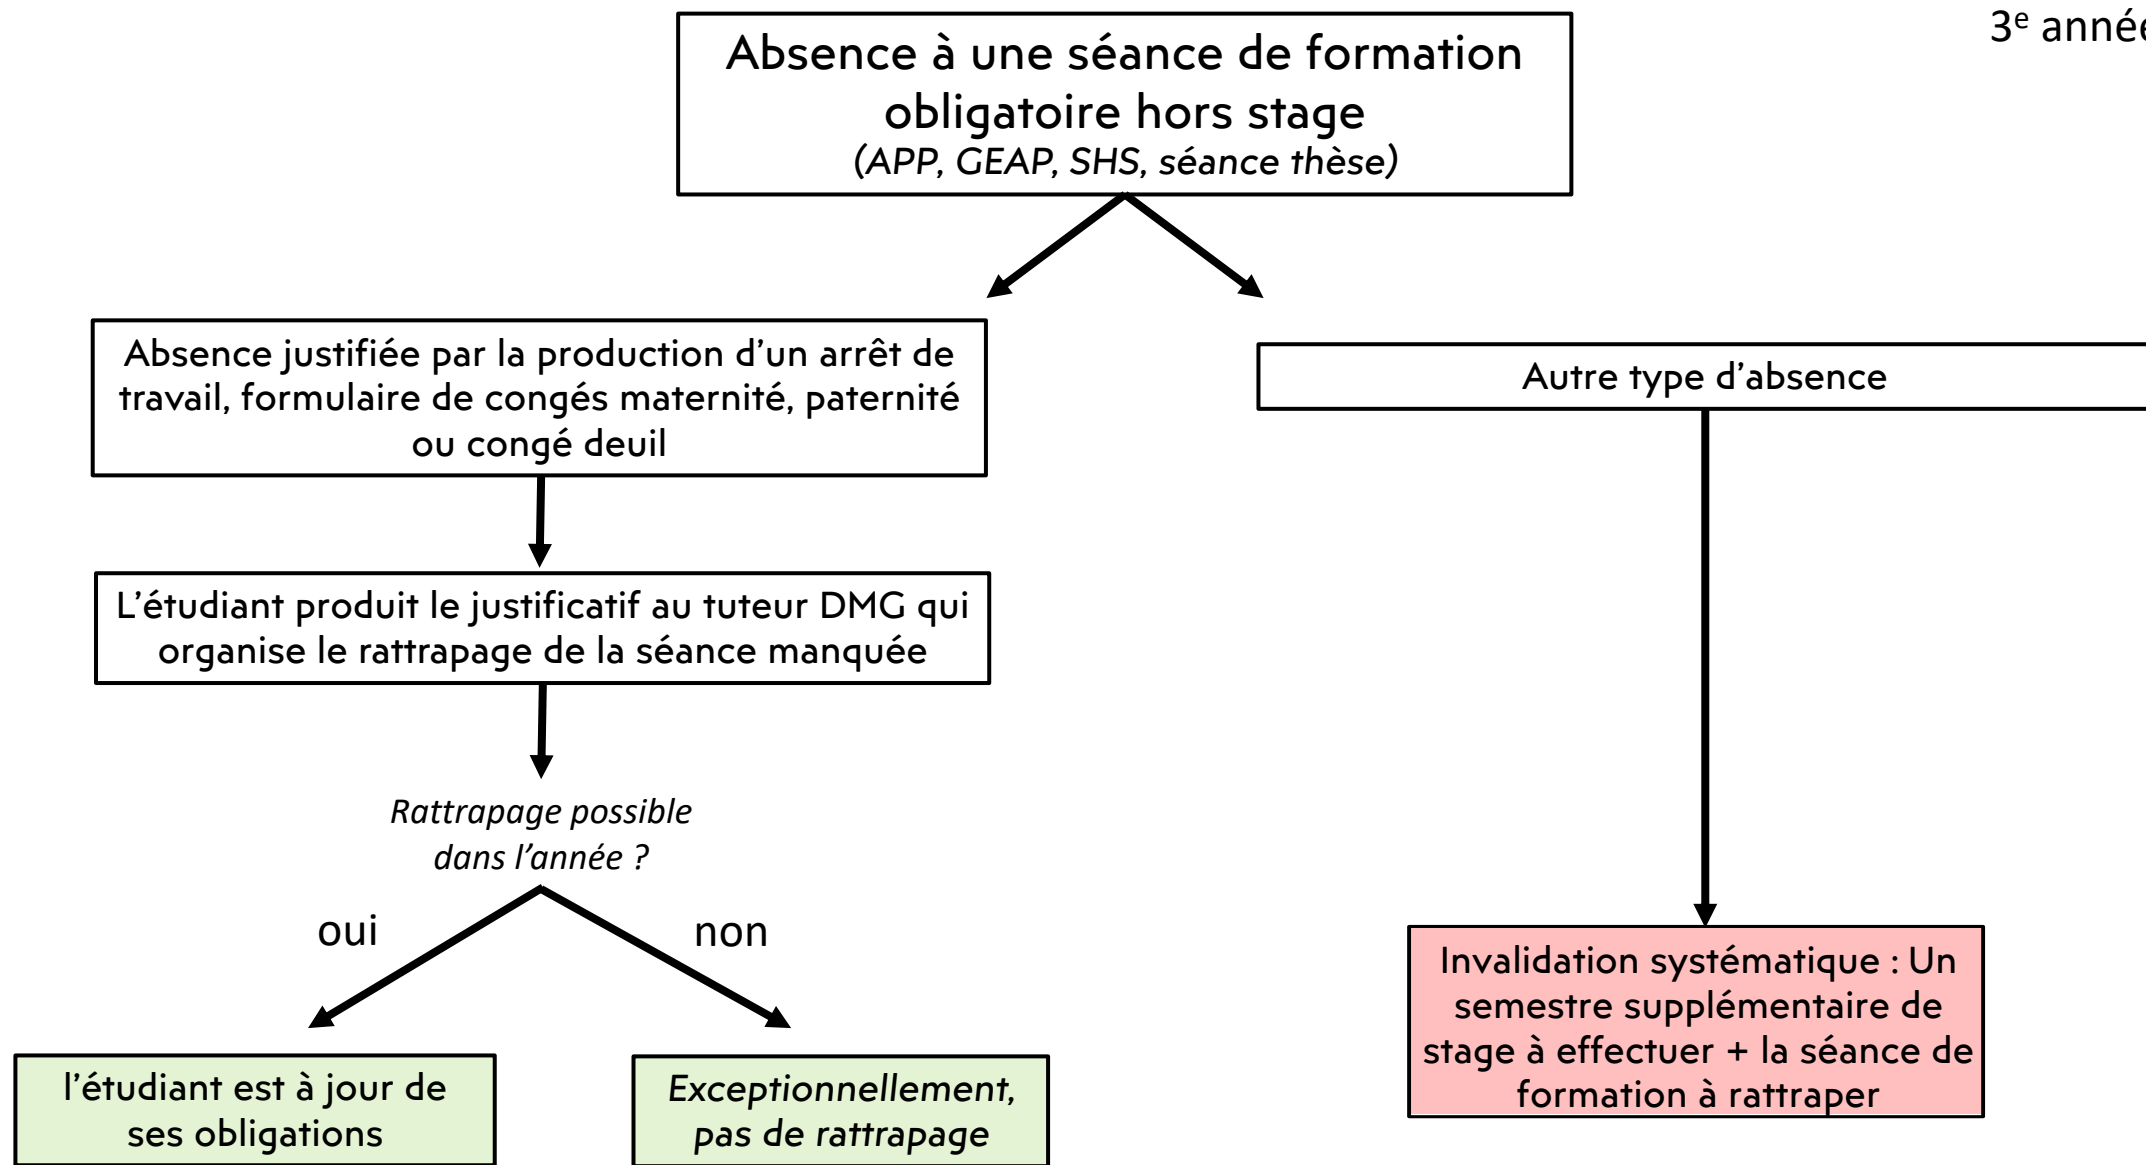 3e année
Absence à une séance de formation
obligatoire hors stage
(APP, GEAP, SHS, séance thèse)
Absence justifiée par la production d’un arrêt de
travail, formulaire de congés maternité, paternité
ou congé deuil
Autre type d’absence
L’étudiant produit le justificatif au tuteur DMG qui
organise le rattrapage de la séance manquée
Rattrapage possible
dans l’année ?
oui
non
Invalidation systématique : Un
semestre supplémentaire de
stage à effectuer + la séance de
formation à rattraper
l’étudiant est à jour de
ses obligations
Exceptionnellement,
pas de rattrapage